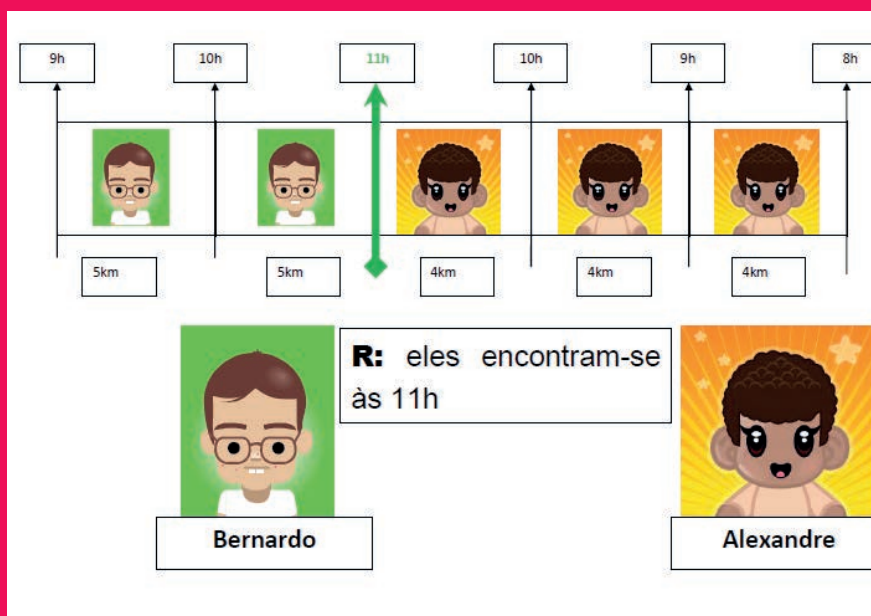 9h 10h 11h 10h 9h 8h
5km 5km 4km 4km 4km
R: eles encontram-se
às 11h
Bernardo Alexandre